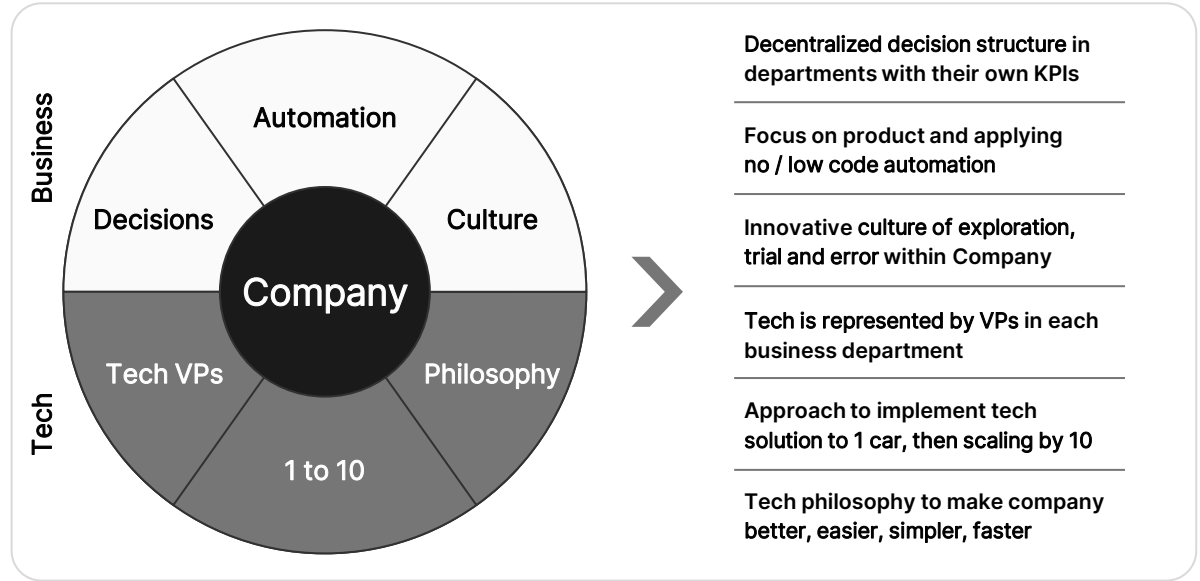 Business
Tech
Automation
Decisions
Culture
Company
Tech VPs
Philosophy
1 to 10
Decentralized decision structure in
departments with their own KPIs
Focus on product and applying
no / low code automation
Innovative culture of exploration,
trial and error within Company
Tech is represented by VPs in each
business department
Approach to implement tech
solution to 1 car, then scaling by 10
Tech philosophy to make company
better, easier, simpler, faster